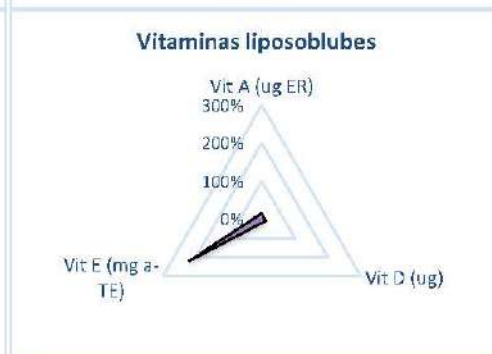 Vitaminas liposoblubes
Vit A (ug ER)
300%
200%
100%
0%
Vit E (mg a-
TE)
Vit D (ug)